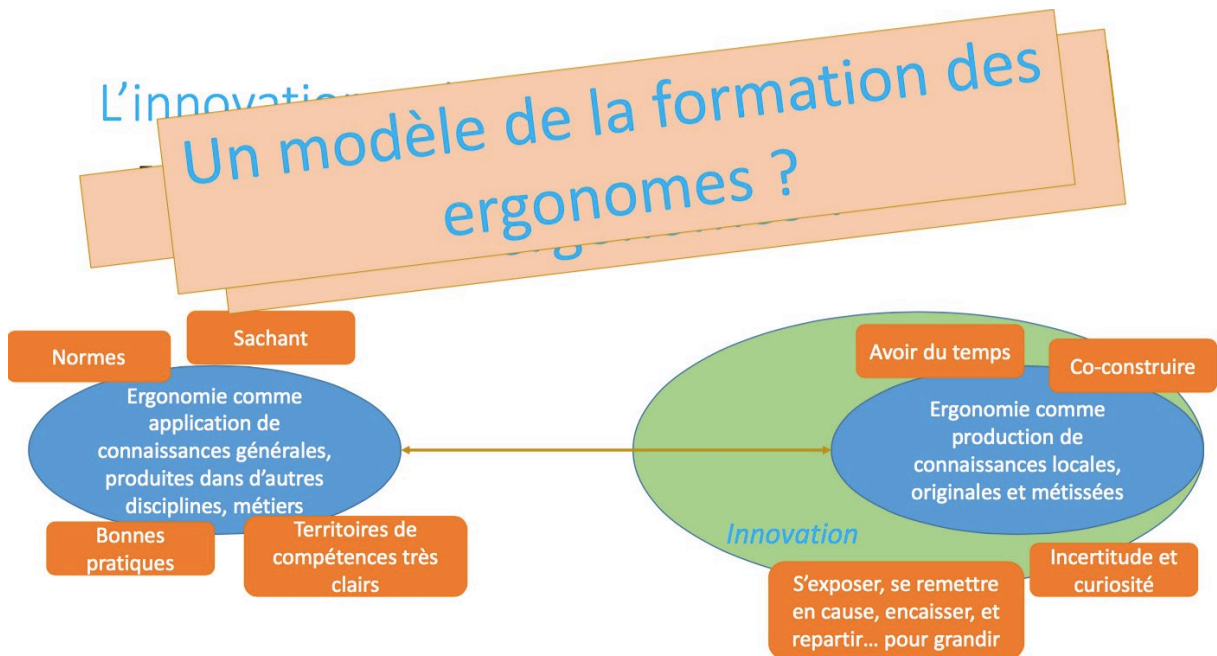 L'innovation
Un modèle de la formation des
ergonomes ?
Normes
Sachant
Ergonomie comme
application de
connaissances générales,
produites dans d'autres
disciplines, métiers
Bonnes
pratiques
Territoires de
compétences très
clairs
Avoir du temps
Co-construire
Ergonomie comme
production de
connaissances locales,
originales et métissées
Innovation
Incertitude et
curiosité
S'exposer, se remettre
en cause, encaisser, et
repartir... pour grandir